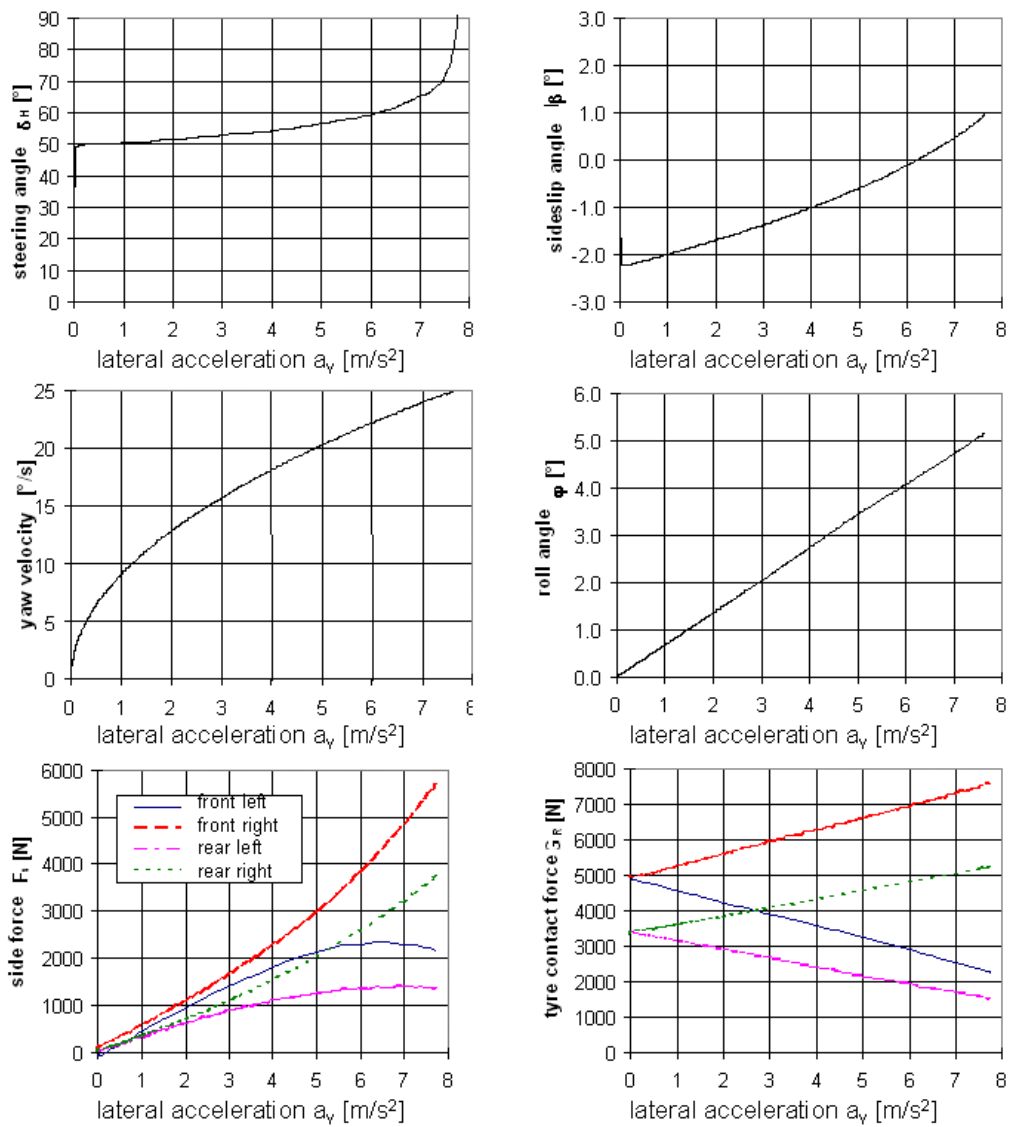 steering angle δH [°]
90
80
70
60
50
40
30
20
10
0
0 1 2 3 4 5 6 7 8
lateral acceleration ay [m/s2]
sideslip angle β [°]
3.0
2.0
1.0
0.0
-1.0
-2.0
-3.0
0 1 2 3 4 5 6 7 8
lateral acceleration ay [m/s2]
yaw velocity [°/s]
25
20
15
10
5
0
0 1 2 3 4 5 6 7 8
lateral acceleration ay [m/s2]
roll angle φ [°]
6.0
5.0
4.0
3.0
2.0
1.0
0.0
0 1 2 3 4 5 6 7 8
lateral acceleration ay [m/s2]
side force [N]
6000
5000
4000
3000
2000
1000
0
front left
front right
rear left
rear right
0 1 2 3 4 5 6 7 8
lateral acceleration ay [m/s2]
tyre contact force [N]
8000
7000
6000
5000
4000
3000
2000
1000
0
0 1 2 3 4 5 6 7 8
lateral acceleration ay [m/s2]